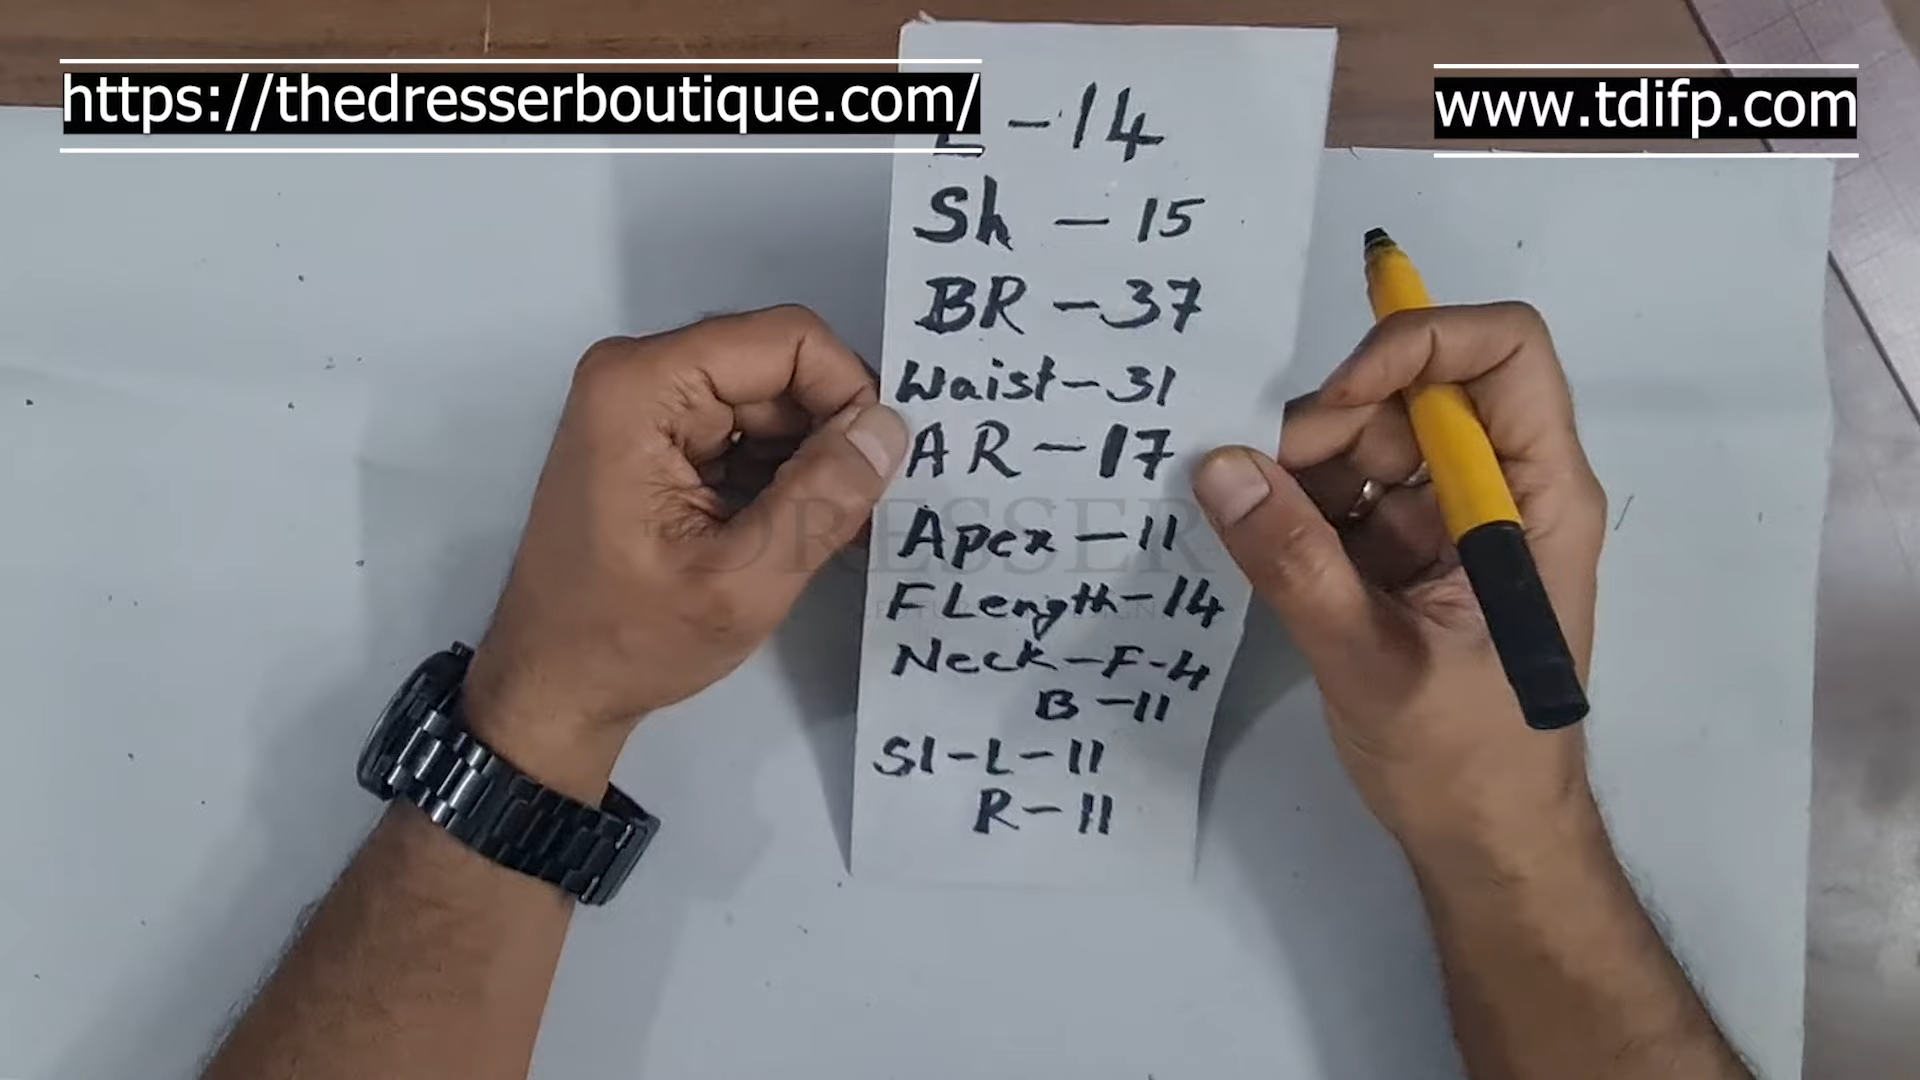 https://thedresserboutique.com/
www.tdifp.com
L - 14
Sh - 15
BR - 37
Waist - 31
AR - 17
Apex - 11
F Length - 14
Neck - F - 4
B - 11
Sl - L - 11
R - 11
DRESSER